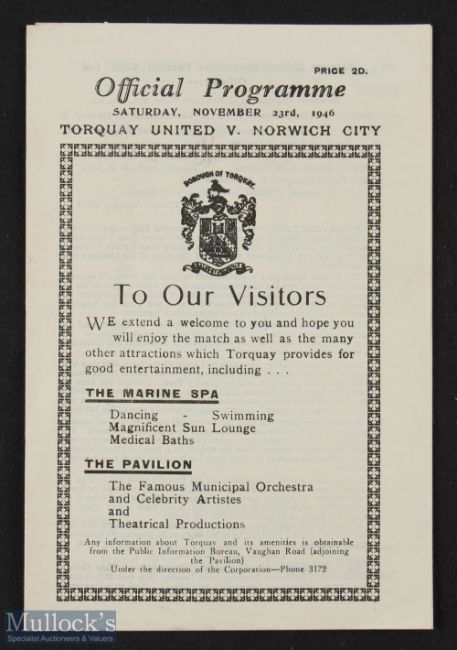 PRICE 2D.
Official Programme
SATURDAY, NOVEMBER 23rd, 1946
TORQUAY UNITED V. NORWICH CITY
BOROUGH OF TORQUAY
To Our Visitors
WE extend a welcome to you and hope you
will enjoy the match as well as the many
other attractions which Torquay provides for
good entertainment, including . . .
THE MARINE SPA
Dancing - Swimming
Magnificent Sun Lounge
Medical Baths
THE PAVILION
The Famous Municipal Orchestra
and Celebrity Artistes
and
Theatrical Productions
Any information about Torquay and its amenities is obtainable
from the Public Information Bureau, Vaughan Road (adjoining
the Pavilion)
Under the direction of the Corporation—Phone 3172
Mullock's
Specialist Auctioneers & Valuers